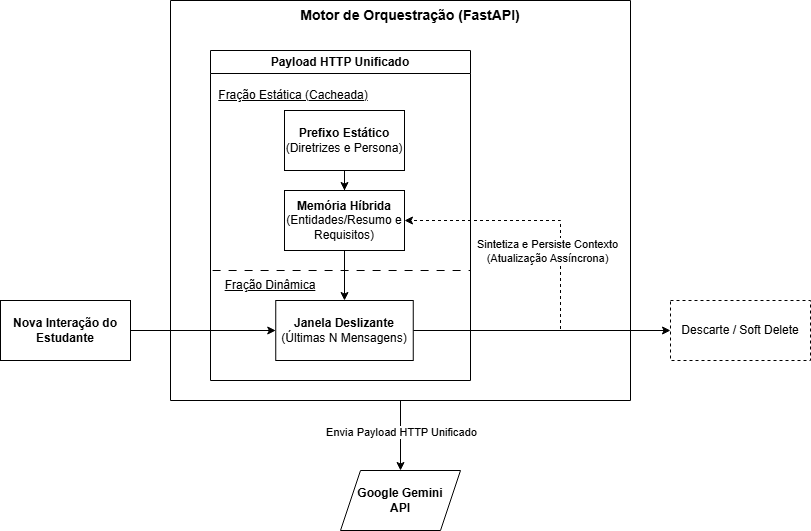 Motor de Orquestração (FastAPI)
Payload HTTP Unificado
Fração Estática (Cacheada)
Prefixo Estático
(Diretrizes e Persona)
Memória Híbrida
(Entidades/Resumo e
Requisitos)
Sintetiza e Persiste Contexto
(Atualização Assíncrona)
Fração Dinâmica
Nova Interação do
Estudante
Janela Deslizante
(Últimas N Mensagens)
Descarte / Soft Delete
Envia Payload HTTP Unificado
Google Gemini
API